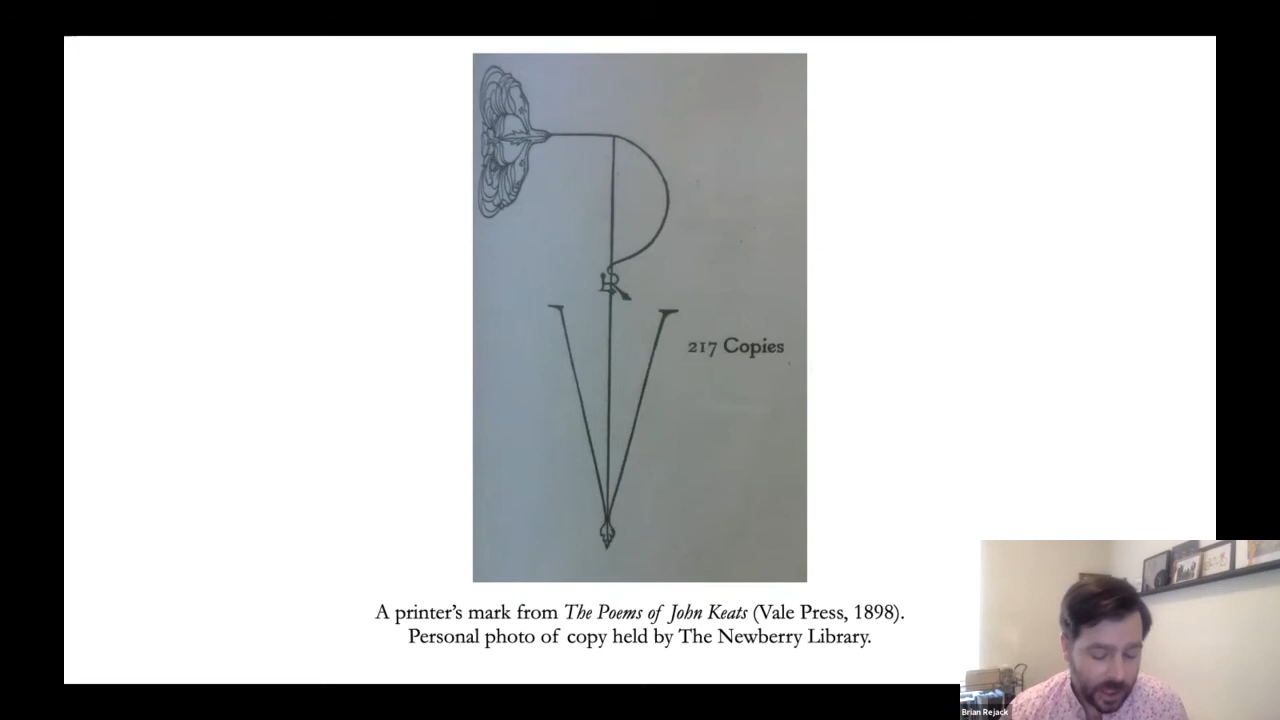 217 Copies
A printer's mark from The Poems of John Keats (Vale Press, 1898).
Personal photo of copy held by The Newberry Library.
Brian Rejack